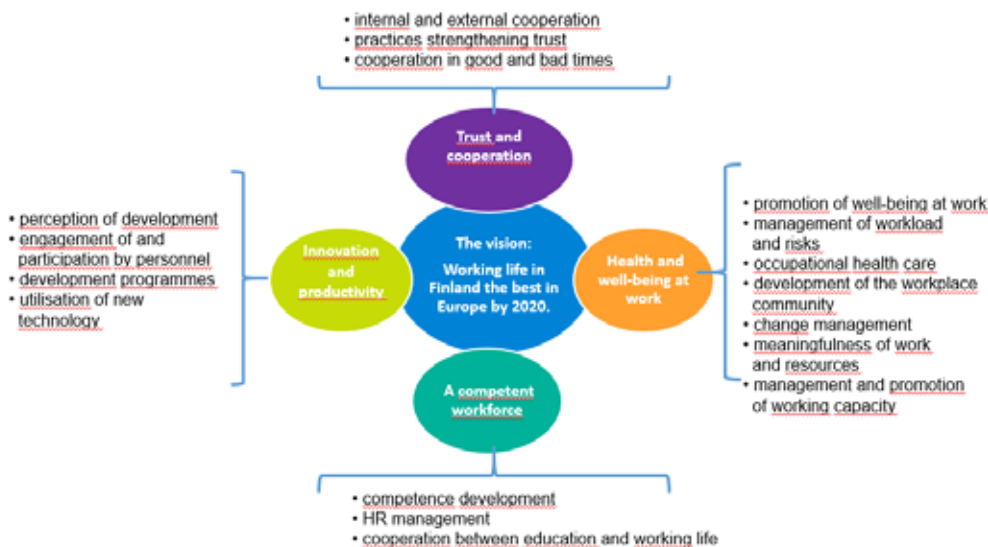 • internal and external cooperation
• practices strengthening trust
• cooperation in good and bad times
Trust and
cooperation
• perception of development
• engagement of and
participation by personnel
• development programmes
• utilisation of new
technology
Innovation
and
productivity
The vision:
Working life in
Finland the best in
Europe by 2020.
Health and
well-being at
work
• promotion of well-being at work
• management of workload
and risks
• occupational health care
• development of the workplace
community
• change management
• meaningfulness of work
and resources
• management and promotion
of working capacity
A competent
workforce
• competence development
• HR management
• cooperation between education and working life